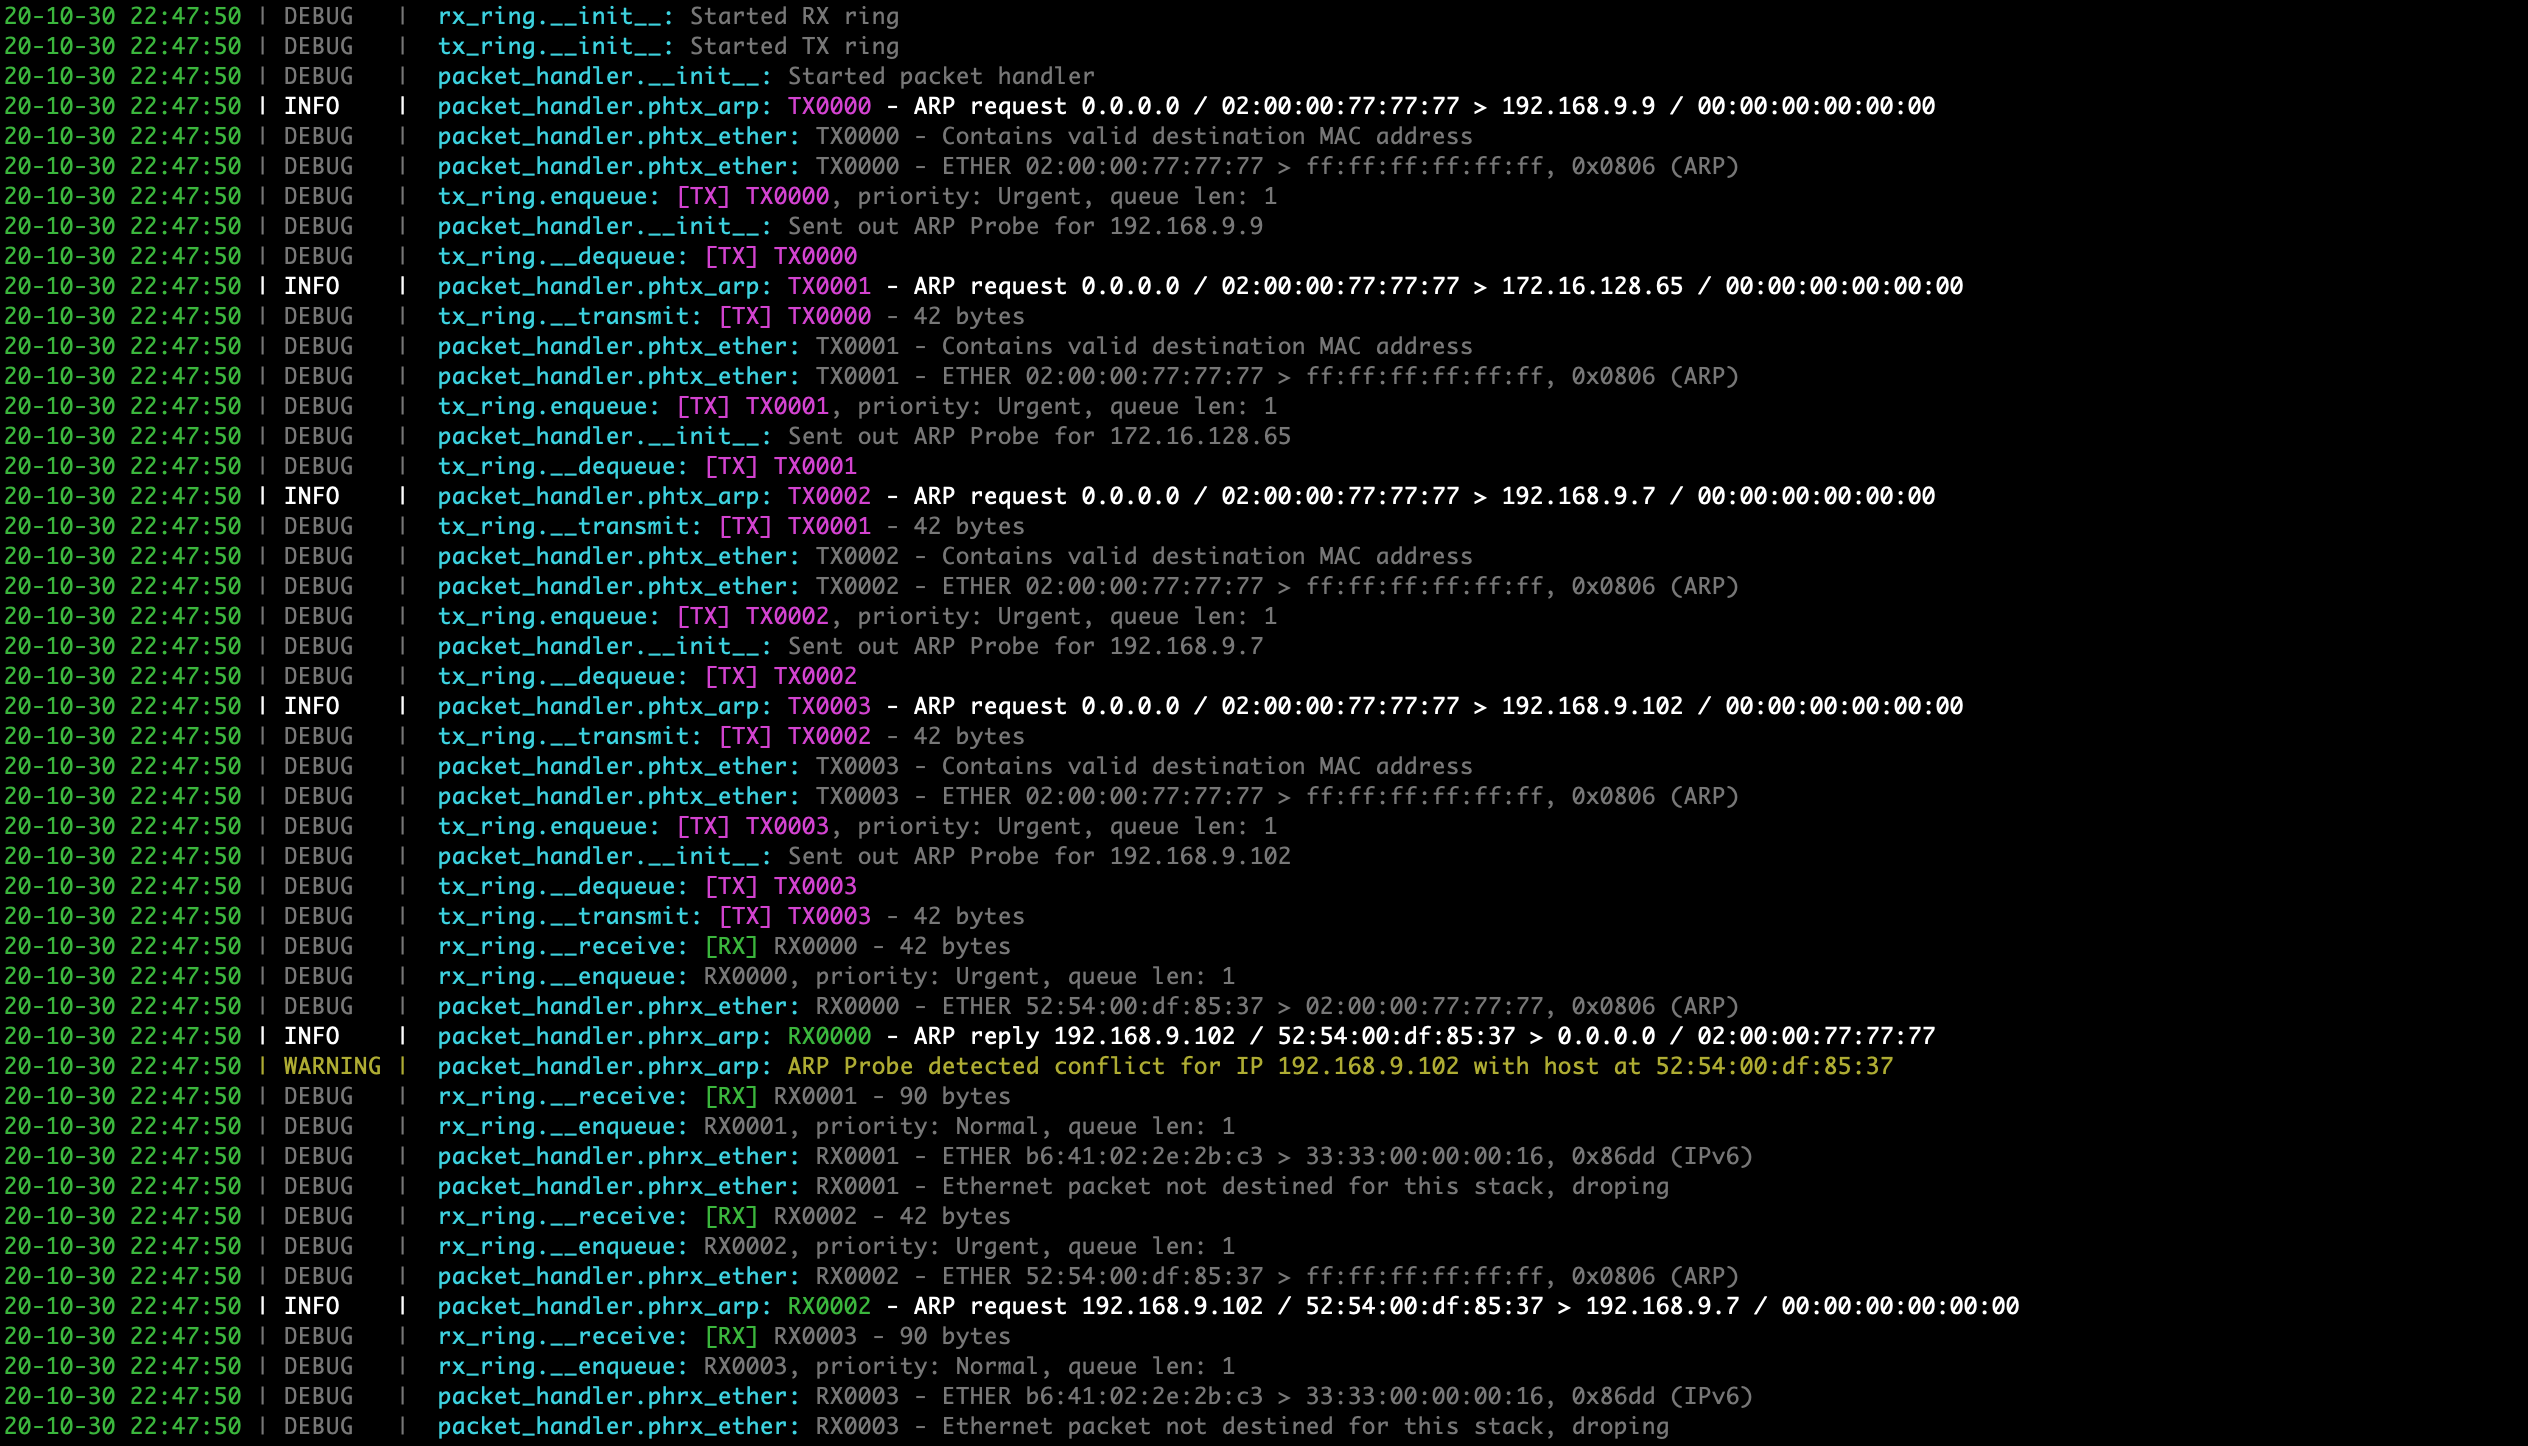 20-10-30 22:47:50 | DEBUG   |  rx_ring.__init__: Started RX ring
20-10-30 22:47:50 | DEBUG   |  tx_ring.__init__: Started TX ring
20-10-30 22:47:50 | DEBUG   |  packet_handler.__init__: Started packet handler
20-10-30 22:47:50 | INFO    |  packet_handler.phtx_arp: TX0000 - ARP request 0.0.0.0 / 02:00:00:77:77:77 > 192.168.9.9 / 00:00:00:00:00:00
20-10-30 22:47:50 | DEBUG   |  packet_handler.phtx_ether: TX0000 - Contains valid destination MAC address
20-10-30 22:47:50 | DEBUG   |  packet_handler.phtx_ether: TX0000 - ETHER 02:00:00:77:77:77 > ff:ff:ff:ff:ff:ff, 0x0806 (ARP)
20-10-30 22:47:50 | DEBUG   |  tx_ring.enqueue: [TX] TX0000, priority: Urgent, queue len: 1
20-10-30 22:47:50 | DEBUG   |  packet_handler.__init__: Sent out ARP Probe for 192.168.9.9
20-10-30 22:47:50 | DEBUG   |  tx_ring.__dequeue: [TX] TX0000
20-10-30 22:47:50 | INFO    |  packet_handler.phtx_arp: TX0001 - ARP request 0.0.0.0 / 02:00:00:77:77:77 > 172.16.128.65 / 00:00:00:00:00:00
20-10-30 22:47:50 | DEBUG   |  tx_ring.__transmit: [TX] TX0000 - 42 bytes
20-10-30 22:47:50 | DEBUG   |  packet_handler.phtx_ether: TX0001 - Contains valid destination MAC address
20-10-30 22:47:50 | DEBUG   |  packet_handler.phtx_ether: TX0001 - ETHER 02:00:00:77:77:77 > ff:ff:ff:ff:ff:ff, 0x0806 (ARP)
20-10-30 22:47:50 | DEBUG   |  tx_ring.enqueue: [TX] TX0001, priority: Urgent, queue len: 1
20-10-30 22:47:50 | DEBUG   |  packet_handler.__init__: Sent out ARP Probe for 172.16.128.65
20-10-30 22:47:50 | DEBUG   |  tx_ring.__dequeue: [TX] TX0001
20-10-30 22:47:50 | INFO    |  packet_handler.phtx_arp: TX0002 - ARP request 0.0.0.0 / 02:00:00:77:77:77 > 192.168.9.7 / 00:00:00:00:00:00
20-10-30 22:47:50 | DEBUG   |  tx_ring.__transmit: [TX] TX0001 - 42 bytes
20-10-30 22:47:50 | DEBUG   |  packet_handler.phtx_ether: TX0002 - Contains valid destination MAC address
20-10-30 22:47:50 | DEBUG   |  packet_handler.phtx_ether: TX0002 - ETHER 02:00:00:77:77:77 > ff:ff:ff:ff:ff:ff, 0x0806 (ARP)
20-10-30 22:47:50 | DEBUG   |  tx_ring.enqueue: [TX] TX0002, priority: Urgent, queue len: 1
20-10-30 22:47:50 | DEBUG   |  packet_handler.__init__: Sent out ARP Probe for 192.168.9.7
20-10-30 22:47:50 | DEBUG   |  tx_ring.__dequeue: [TX] TX0002
20-10-30 22:47:50 | INFO    |  packet_handler.phtx_arp: TX0003 - ARP request 0.0.0.0 / 02:00:00:77:77:77 > 192.168.9.102 / 00:00:00:00:00:00
20-10-30 22:47:50 | DEBUG   |  tx_ring.__transmit: [TX] TX0002 - 42 bytes
20-10-30 22:47:50 | DEBUG   |  packet_handler.phtx_ether: TX0003 - Contains valid destination MAC address
20-10-30 22:47:50 | DEBUG   |  packet_handler.phtx_ether: TX0003 - ETHER 02:00:00:77:77:77 > ff:ff:ff:ff:ff:ff, 0x0806 (ARP)
20-10-30 22:47:50 | DEBUG   |  tx_ring.enqueue: [TX] TX0003, priority: Urgent, queue len: 1
20-10-30 22:47:50 | DEBUG   |  packet_handler.__init__: Sent out ARP Probe for 192.168.9.102
20-10-30 22:47:50 | DEBUG   |  tx_ring.__dequeue: [TX] TX0003
20-10-30 22:47:50 | DEBUG   |  tx_ring.__transmit: [TX] TX0003 - 42 bytes
20-10-30 22:47:50 | DEBUG   |  rx_ring.__receive: [RX] RX0000 - 42 bytes
20-10-30 22:47:50 | DEBUG   |  rx_ring.__enqueue: RX0000, priority: Urgent, queue len: 1
20-10-30 22:47:50 | DEBUG   |  packet_handler.phrx_ether: RX0000 - ETHER 52:54:00:df:85:37 > 02:00:00:77:77:77, 0x0806 (ARP)
20-10-30 22:47:50 | INFO    |  packet_handler.phrx_arp: RX0000 - ARP reply 192.168.9.102 / 52:54:00:df:85:37 > 0.0.0.0 / 02:00:00:77:77:77
20-10-30 22:47:50 | WARNING |  packet_handler.phrx_arp: ARP Probe detected conflict for IP 192.168.9.102 with host at 52:54:00:df:85:37
20-10-30 22:47:50 | DEBUG   |  rx_ring.__receive: [RX] RX0001 - 90 bytes
20-10-30 22:47:50 | DEBUG   |  rx_ring.__enqueue: RX0001, priority: Normal, queue len: 1
20-10-30 22:47:50 | DEBUG   |  packet_handler.phrx_ether: RX0001 - ETHER b6:41:02:2e:2b:c3 > 33:33:00:00:00:16, 0x86dd (IPv6)
20-10-30 22:47:50 | DEBUG   |  packet_handler.phrx_ether: RX0001 - Ethernet packet not destined for this stack, droping
20-10-30 22:47:50 | DEBUG   |  rx_ring.__receive: [RX] RX0002 - 42 bytes
20-10-30 22:47:50 | DEBUG   |  rx_ring.__enqueue: RX0002, priority: Urgent, queue len: 1
20-10-30 22:47:50 | DEBUG   |  packet_handler.phrx_ether: RX0002 - ETHER 52:54:00:df:85:37 > ff:ff:ff:ff:ff:ff, 0x0806 (ARP)
20-10-30 22:47:50 | INFO    |  packet_handler.phrx_arp: RX0002 - ARP request 192.168.9.102 / 52:54:00:df:85:37 > 192.168.9.7 / 00:00:00:00:00:00
20-10-30 22:47:50 | DEBUG   |  rx_ring.__receive: [RX] RX0003 - 90 bytes
20-10-30 22:47:50 | DEBUG   |  rx_ring.__enqueue: RX0003, priority: Normal, queue len: 1
20-10-30 22:47:50 | DEBUG   |  packet_handler.phrx_ether: RX0003 - ETHER b6:41:02:2e:2b:c3 > 33:33:00:00:00:16, 0x86dd (IPv6)
20-10-30 22:47:50 | DEBUG   |  packet_handler.phrx_ether: RX0003 - Ethernet packet not destined for this stack, droping